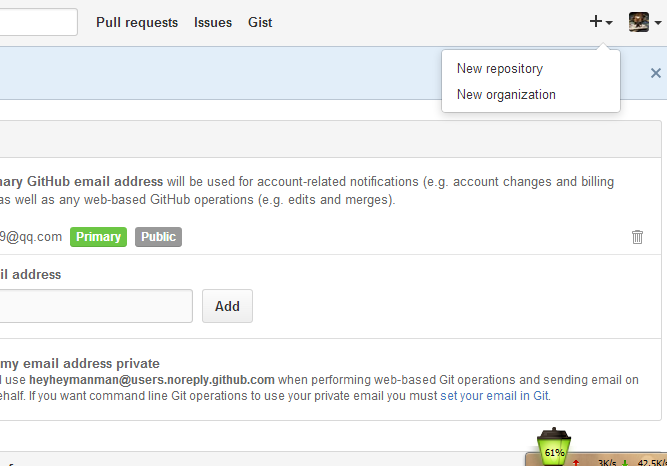 Pull requests Issues Gist
New repository
New organization
GitHub email address will be used for account-related notifications (e.g. account changes and billing
as well as any web-based GitHub operations (e.g. edits and merges).
9@qq.com Primary Public
address
Add
my email address private
use heyheymanman@users.noreply.github.com when performing web-based Git operations and sending email on
If you want command line Git operations to use your private email you must set your email in Git.
61% 3K/s 42.5K/s